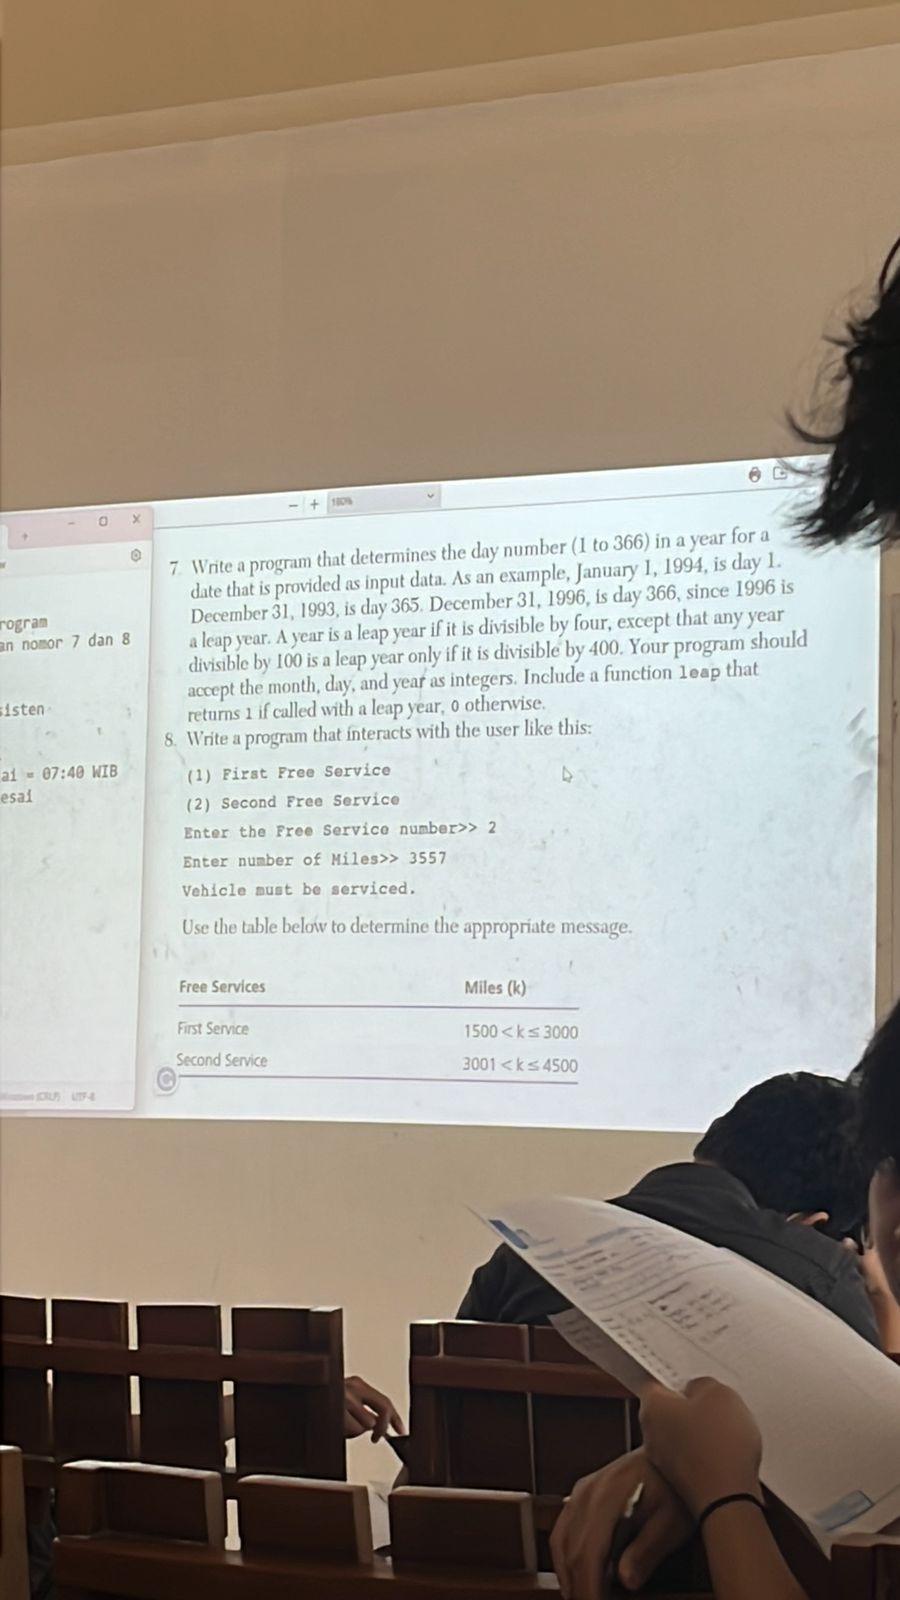 180%
rogram
an nomor 7 dan 8
sisten
ai = 07:40 WIB
esai
Windows (CRLF) UTF-8
7. Write a program that determines the day number (1 to 366) in a year for a
date that is provided as input data. As an example, January 1, 1994, is day 1.
December 31, 1993, is day 365. December 31, 1996, is day 366, since 1996 is
a leap year. A year is a leap year if it is divisible by four, except that any year
divisible by 100 is a leap year only if it is divisible by 400. Your program should
accept the month, day, and year as integers. Include a function leap that
returns 1 if called with a leap year, 0 otherwise.
8. Write a program that interacts with the user like this:
(1) First Free Service
(2) Second Free Service
Enter the Free Service number>> 2
Enter number of Miles>> 3557
Vehicle must be serviced.
Use the table below to determine the appropriate message.
Free Services Miles (k)
First Service 1500 < k ≤ 3000
Second Service 3001 < k ≤ 4500